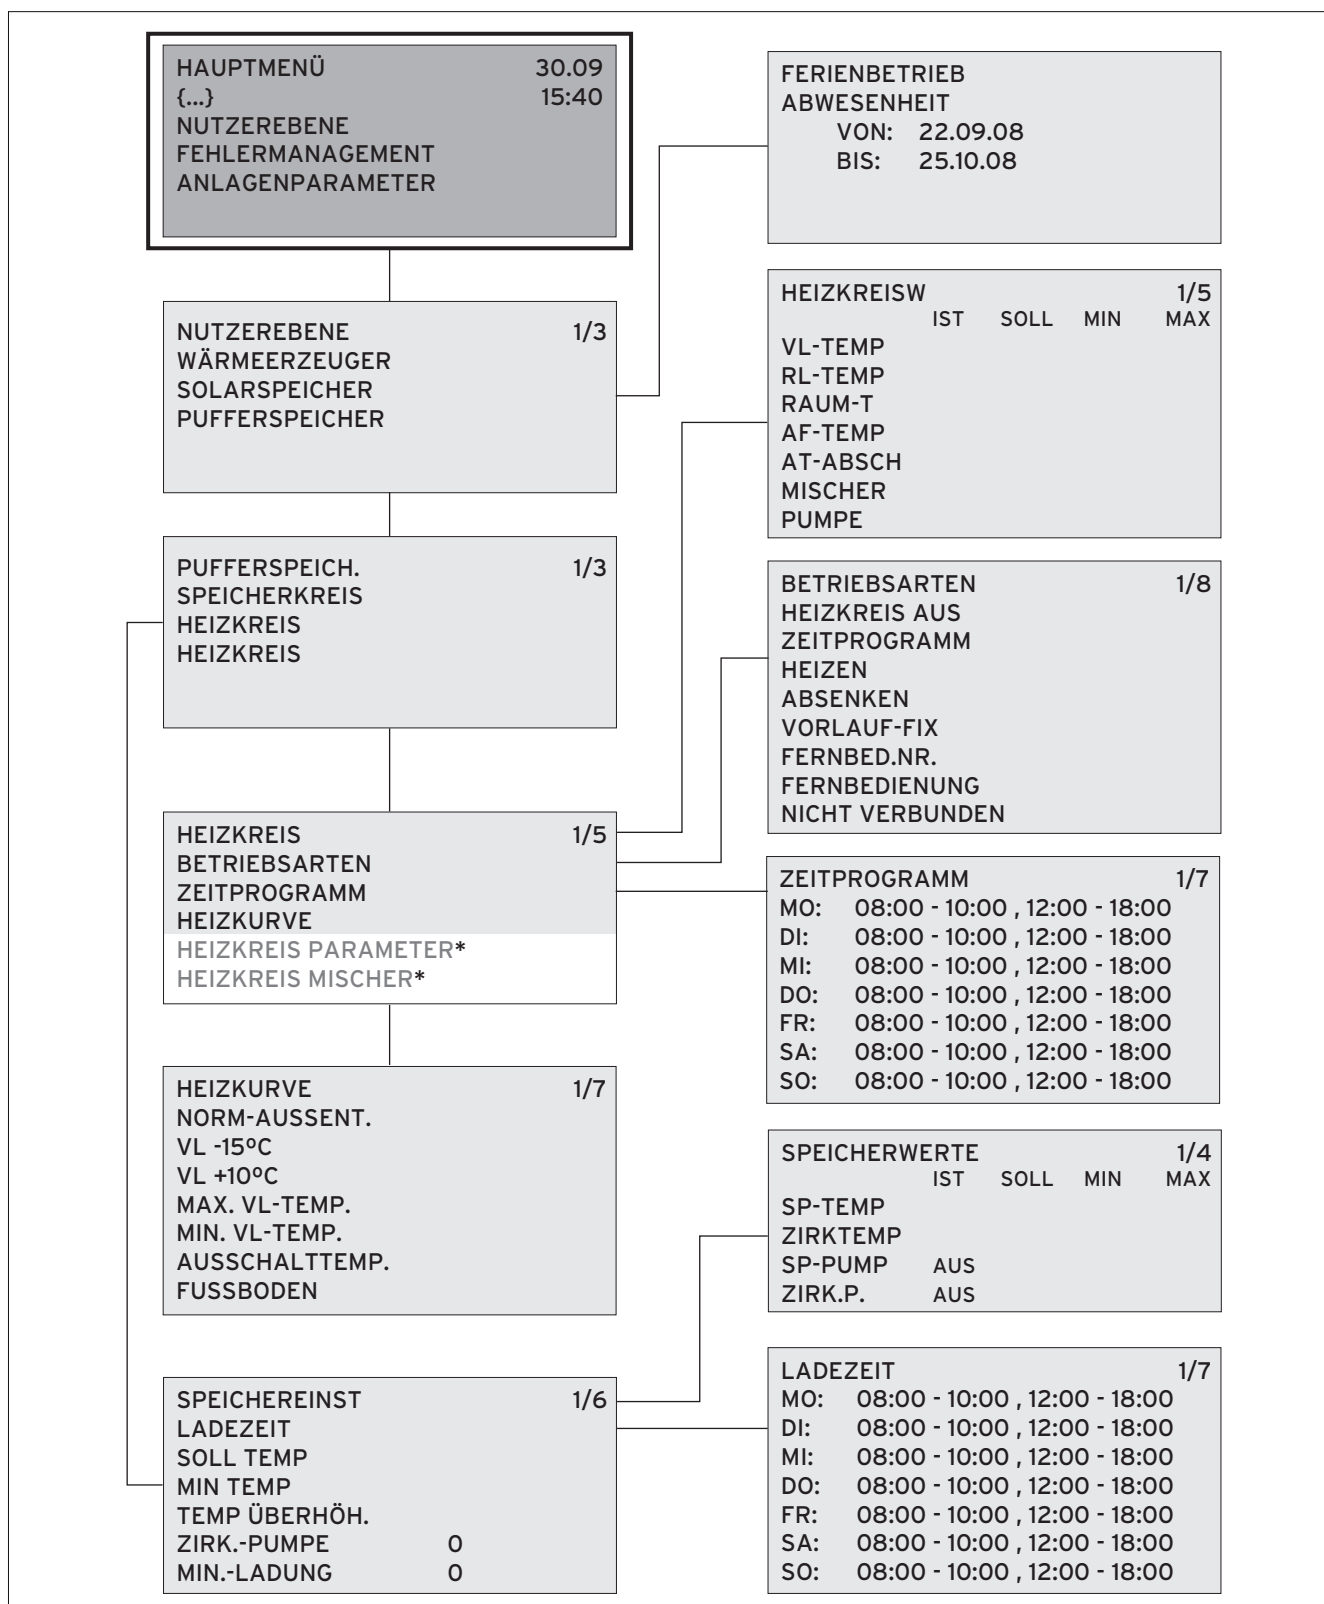 HAUPTMENÜ 30.09
{...} 15:40
NUTZEREBENE
FEHLERMANAGEMENT
ANLAGENPARAMETER
FERIENBETRIEB
ABWESENHEIT
VON: 22.09.08
BIS: 25.10.08
NUTZEREBENE 1/3
WÄRMEERZEUGER
SOLARSPEICHER
PUFFERSPEICHER
HEIZKREISW 1/5
IST SOLL MIN MAX
VL-TEMP
RL-TEMP
RAUM-T
AF-TEMP
AT-ABSCH
MISCHER
PUMPE
PUFFERSPEICH. 1/3
SPEICHERKREIS
HEIZKREIS
HEIZKREIS
BETRIEBSARTEN 1/8
HEIZKREIS AUS
ZEITPROGRAMM
HEIZEN
ABSENKEN
VORLAUF-FIX
FERNBED.NR.
FERNBEDIENUNG
NICHT VERBUNDEN
HEIZKREIS 1/5
BETRIEBSARTEN
ZEITPROGRAMM
HEIZKURVE
HEIZKREIS PARAMETER*
HEIZKREIS MISCHER*
ZEITPROGRAMM 1/7
MO: 08:00 - 10:00 , 12:00 - 18:00
DI: 08:00 - 10:00 , 12:00 - 18:00
MI: 08:00 - 10:00 , 12:00 - 18:00
DO: 08:00 - 10:00 , 12:00 - 18:00
FR: 08:00 - 10:00 , 12:00 - 18:00
SA: 08:00 - 10:00 , 12:00 - 18:00
SO: 08:00 - 10:00 , 12:00 - 18:00
HEIZKURVE 1/7
NORM-AUSSENT.
VL -15ºC
VL +10ºC
MAX. VL-TEMP.
MIN. VL-TEMP.
AUSSCHALTTEMP.
FUSSBODEN
SPEICHERWERTE 1/4
IST SOLL MIN MAX
SP-TEMP
ZIRKTEMP
SP-PUMP AUS
ZIRK.P. AUS
SPEICHEREINST 1/6
LADEZEIT
SOLL TEMP
MIN TEMP
TEMP ÜBERHÖH.
ZIRK.-PUMPE 0
MIN.-LADUNG 0
LADEZEIT 1/7
MO: 08:00 - 10:00 , 12:00 - 18:00
DI: 08:00 - 10:00 , 12:00 - 18:00
MI: 08:00 - 10:00 , 12:00 - 18:00
DO: 08:00 - 10:00 , 12:00 - 18:00
FR: 08:00 - 10:00 , 12:00 - 18:00
SA: 08:00 - 10:00 , 12:00 - 18:00
SO: 08:00 - 10:00 , 12:00 - 18:00